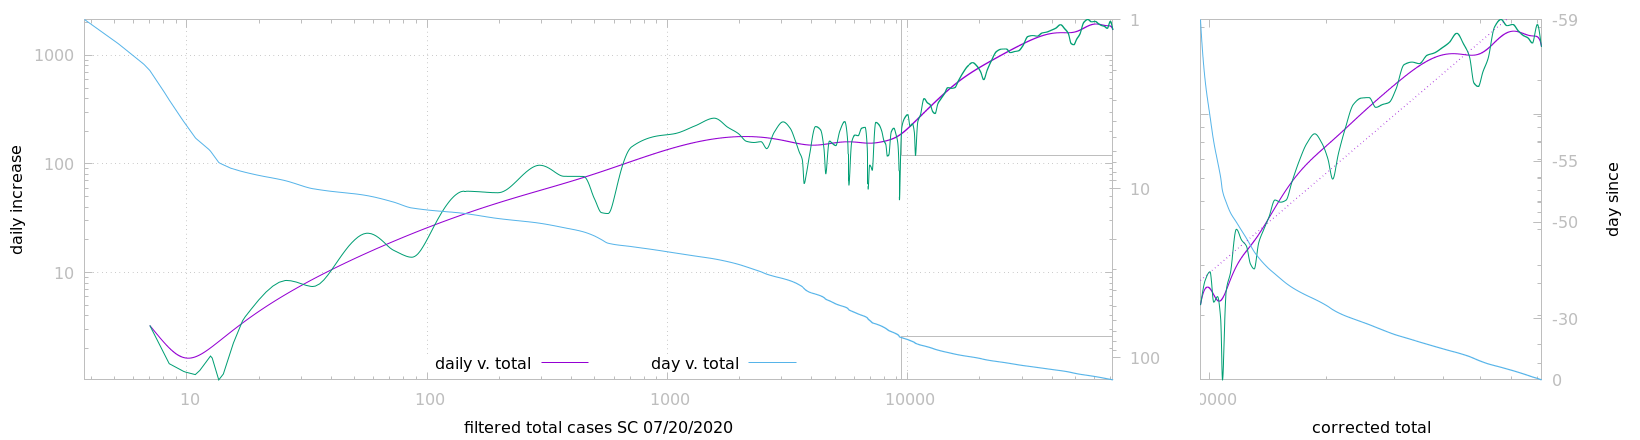 1000
100
10
daily increase
daily v. total
day v. total
10
100
1000
10000
filtered total cases SC 07/20/2020
1
10
100
0000
corrected total
-59
-55
-50
-30
0
day since